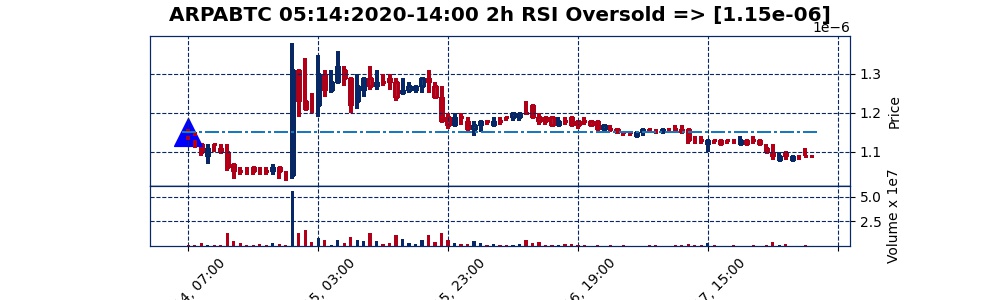 ARPABTC 05:14:2020-14:00 2h RSI Oversold => [1.15e-06]
1e−6
1.3
1.2
1.1
Price
5.0
2.5
Volume x 1e7
4, 07:00
5, 03:00
5, 23:00
6, 19:00
7, 15:00